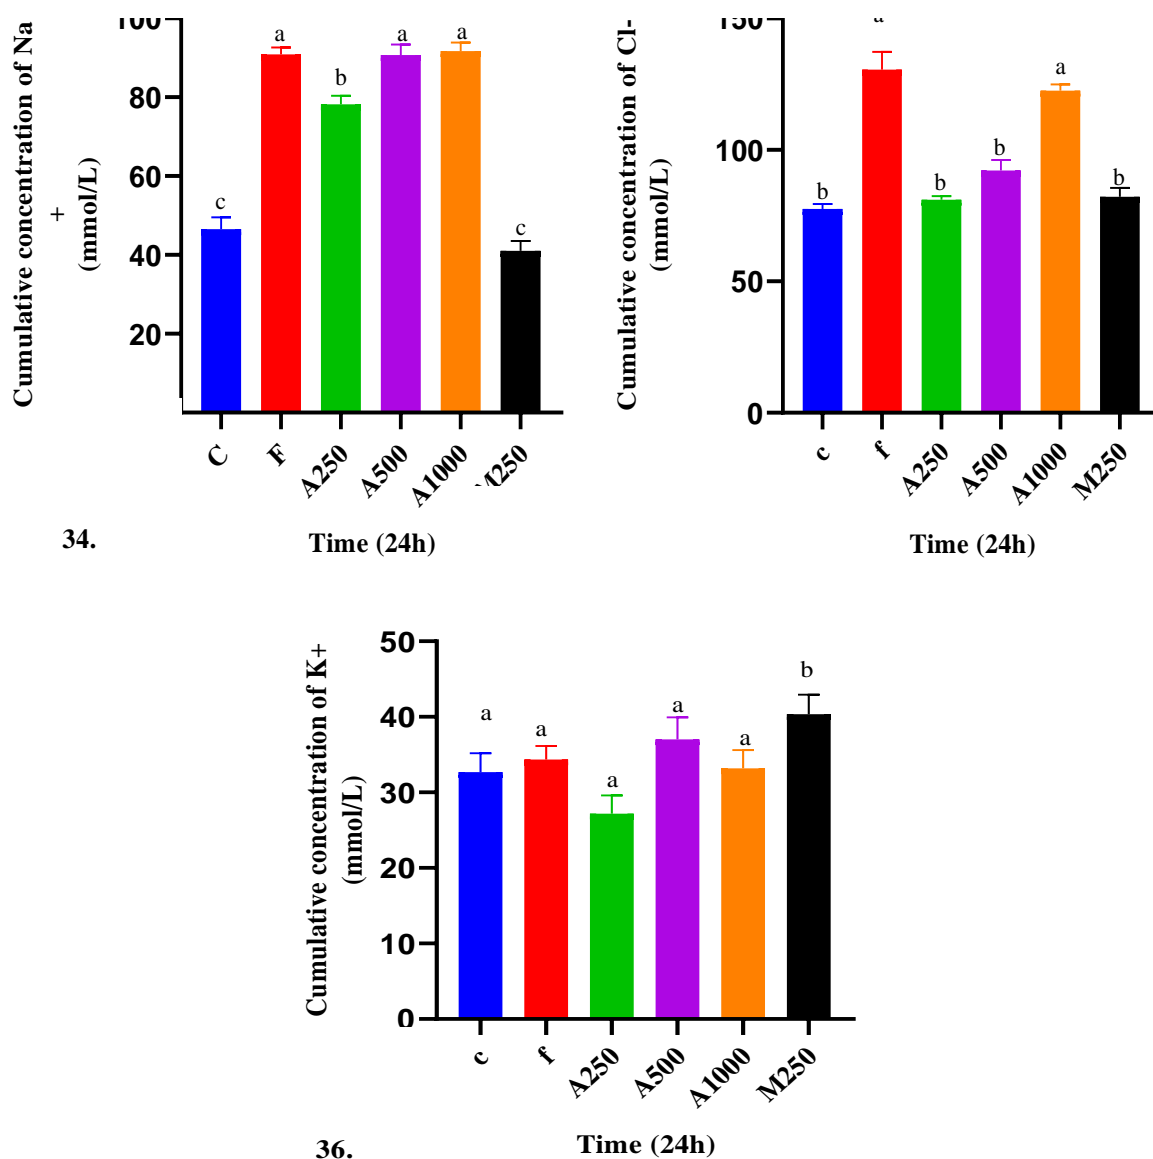 Cumulative concentration of Na
+
(mmol/L)
100
80
60
40
20
c
a
b
a
a
c
C
F
A250
A500
A1000
M250
Time (24h)
34.
Cumulative concentration of Cl-
(mmol/L)
150
100
50
0
b
a
b
b
a
b
c
f
A250
A500
A1000
M250
Time (24h)
Cumulative concentration of K+
(mmol/L)
50
40
30
20
10
0
a
a
a
a
a
b
c
f
A250
A500
A1000
M250
Time (24h)
36.